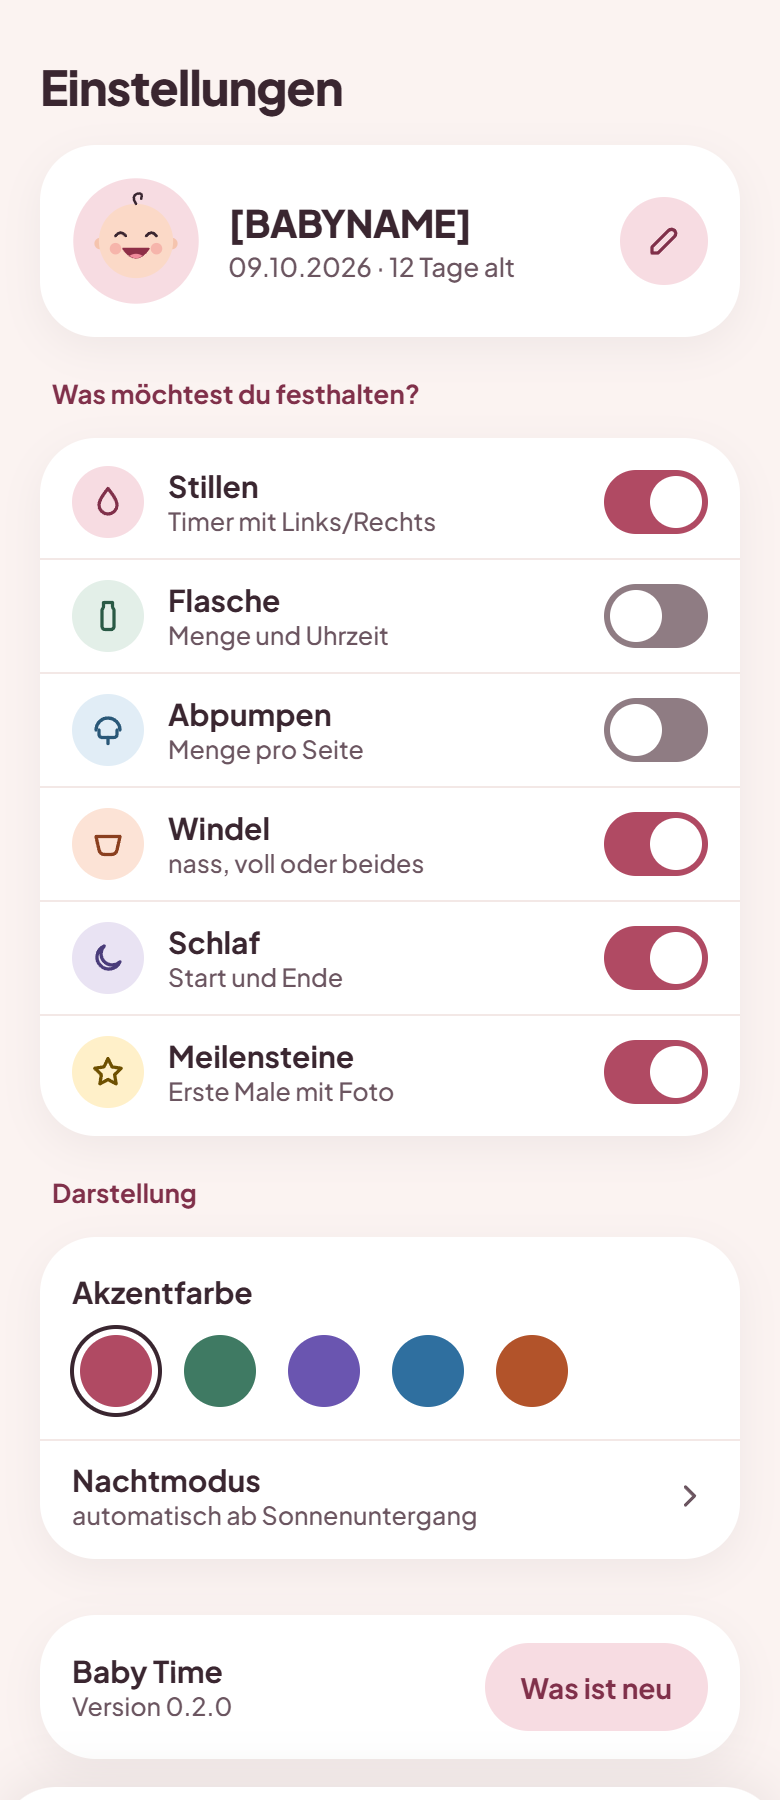 Einstellungen
[BABYNAME]
09.10.2026 · 12 Tage alt
Was möchtest du festhalten?
Stillen
Timer mit Links/Rechts
Flasche
Menge und Uhrzeit
Abpumpen
Menge pro Seite
Windel
nass, voll oder beides
Schlaf
Start und Ende
Meilensteine
Erste Male mit Foto
Darstellung
Akzentfarbe
Nachtmodus
automatisch ab Sonnenuntergang
Baby Time
Version 0.2.0
Was ist neu